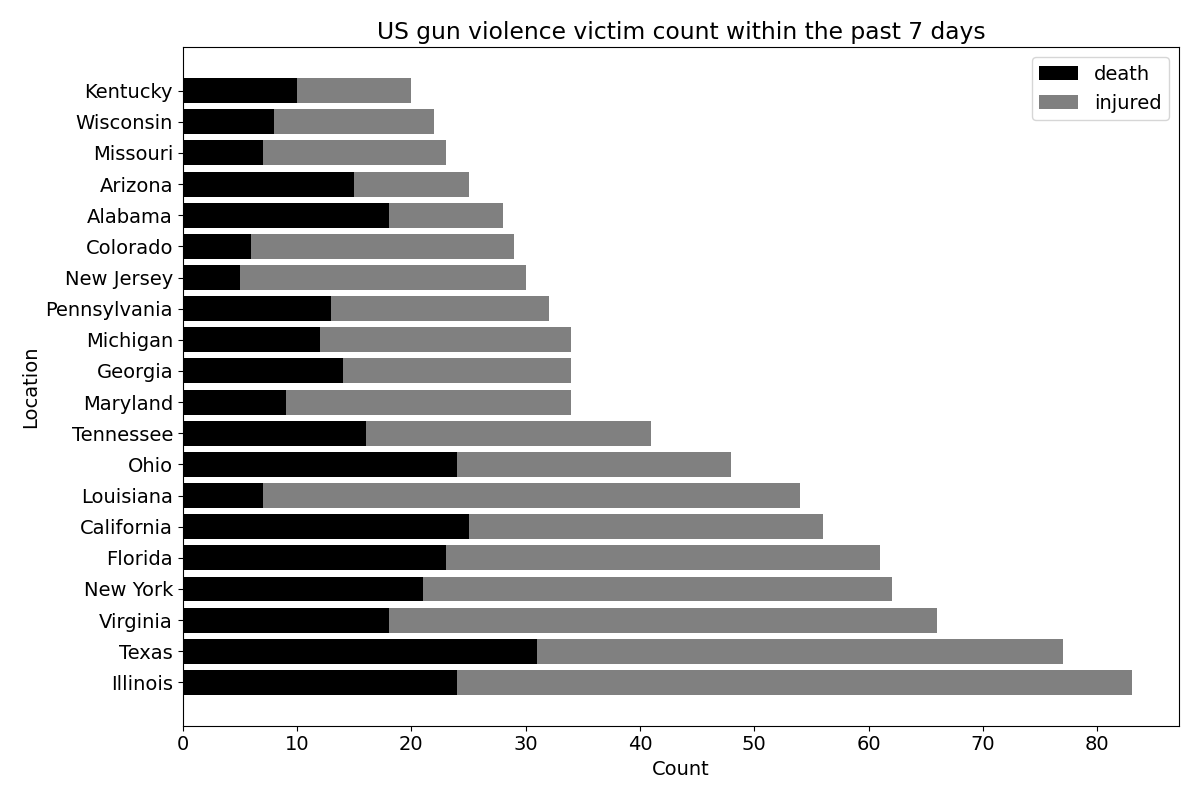 US gun violence victim count within the past 7 days
death
injured
Kentucky
Wisconsin
Missouri
Arizona
Alabama
Colorado
New Jersey
Pennsylvania
Michigan
Georgia
Maryland
Tennessee
Ohio
Louisiana
California
Florida
New York
Virginia
Texas
Illinois
Location
0 10 20 30 40 50 60 70 80
Count